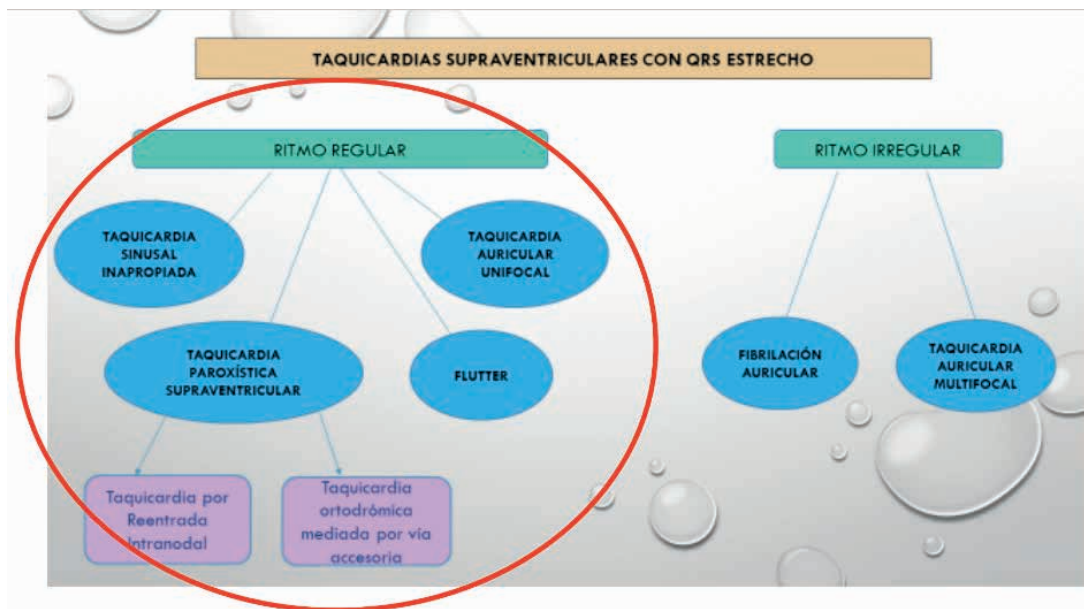 TAQUICARDIAS SUPRAVENTRICULARES CON QRS ESTRECHO
RITMO REGULAR
RITMO IRREGULAR
TAQUICARDIA
SINUSAL
INAPROPIADA
TAQUICARDIA
AURICULAR
UNIFOCAL
TAQUICARDIA
PAROXÍSTICA
SUPRAVENTRICULAR
FLUTTER
FIBRILACIÓN
AURICULAR
TAQUICARDIA
AURICULAR
MULTIFOCAL
Taquicardia por
Reentrada
Intranodal
Taquicardia
ortodrómica
mediada por vía
accesoria